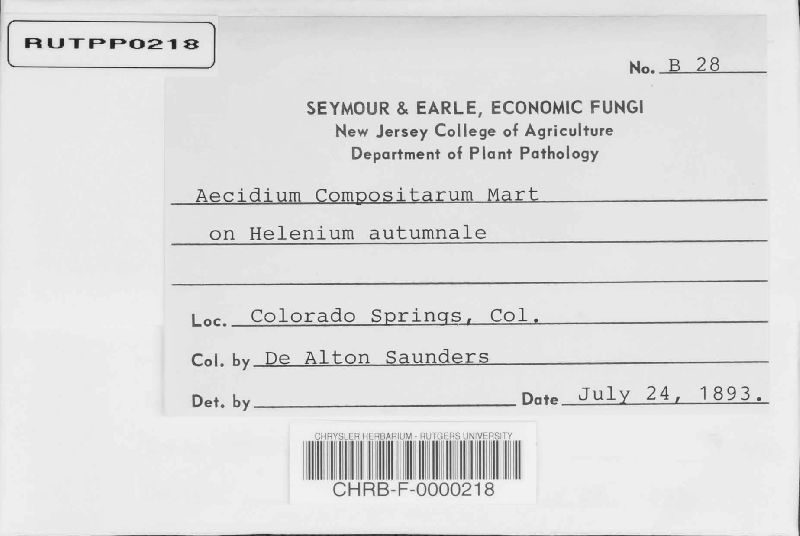 RUTPP0218
No. B 28
SEYMOUR & EARLE, ECONOMIC FUNGI
New Jersey College of Agriculture
Department of Plant Pathology
Aecidium Compositarum Mart
on Helenium autumnale
Loc. Colorado Springs, Col.
Col. by De Alton Saunders
Det. by Date July 24, 1893.
CHRYSLER HERBARIUM - RUTGERS UNIVERSITY
CHRB-F-0000218